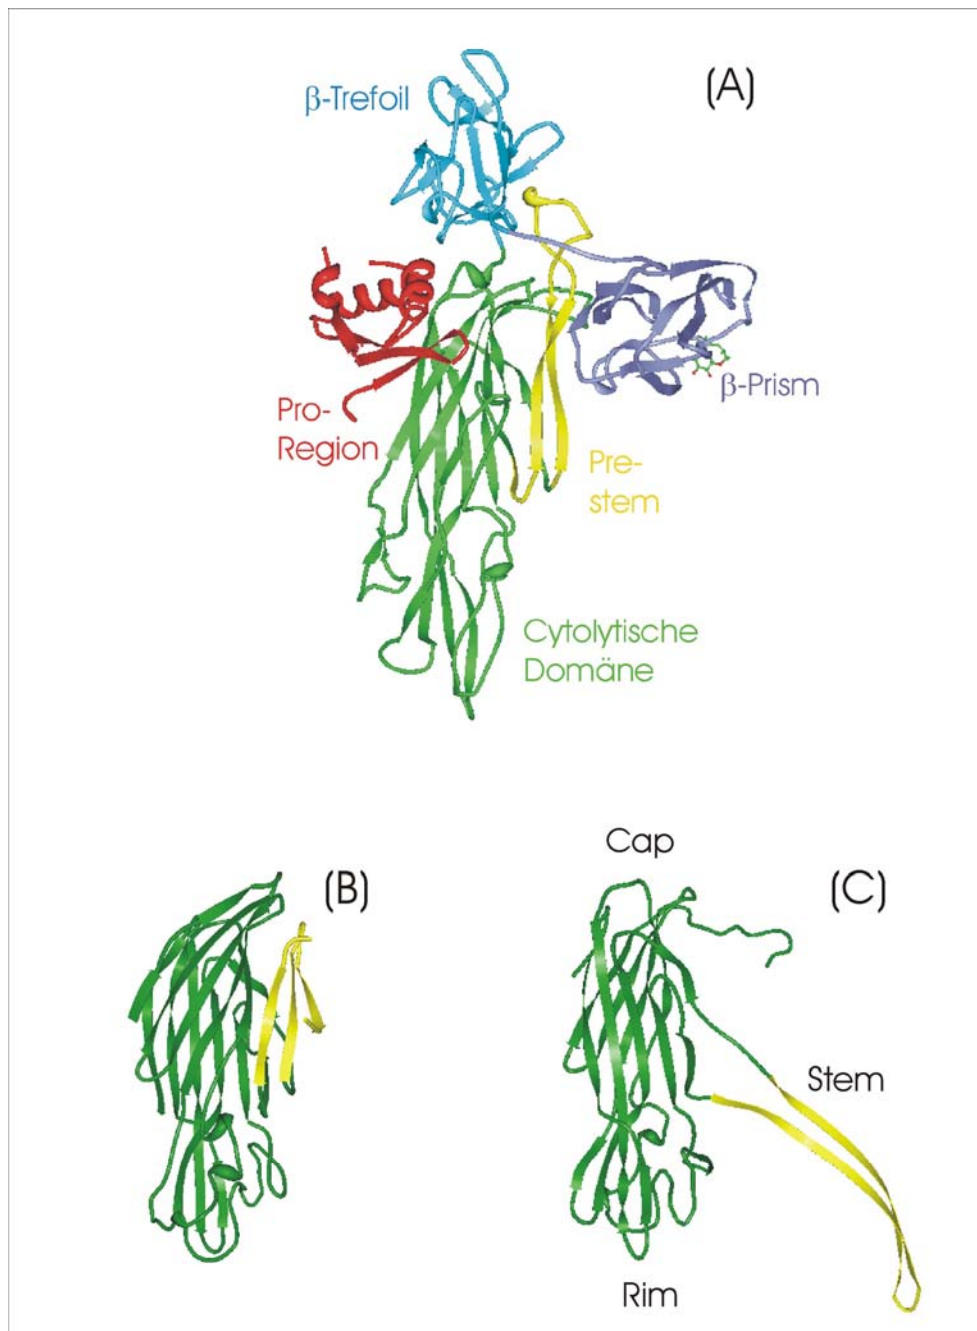 (A)
β-Trefoil
β-Prism
Pro-
Region
Pre-
stem
Cytolytische
Domäne
Cap
(B)
(C)
Stem
Rim